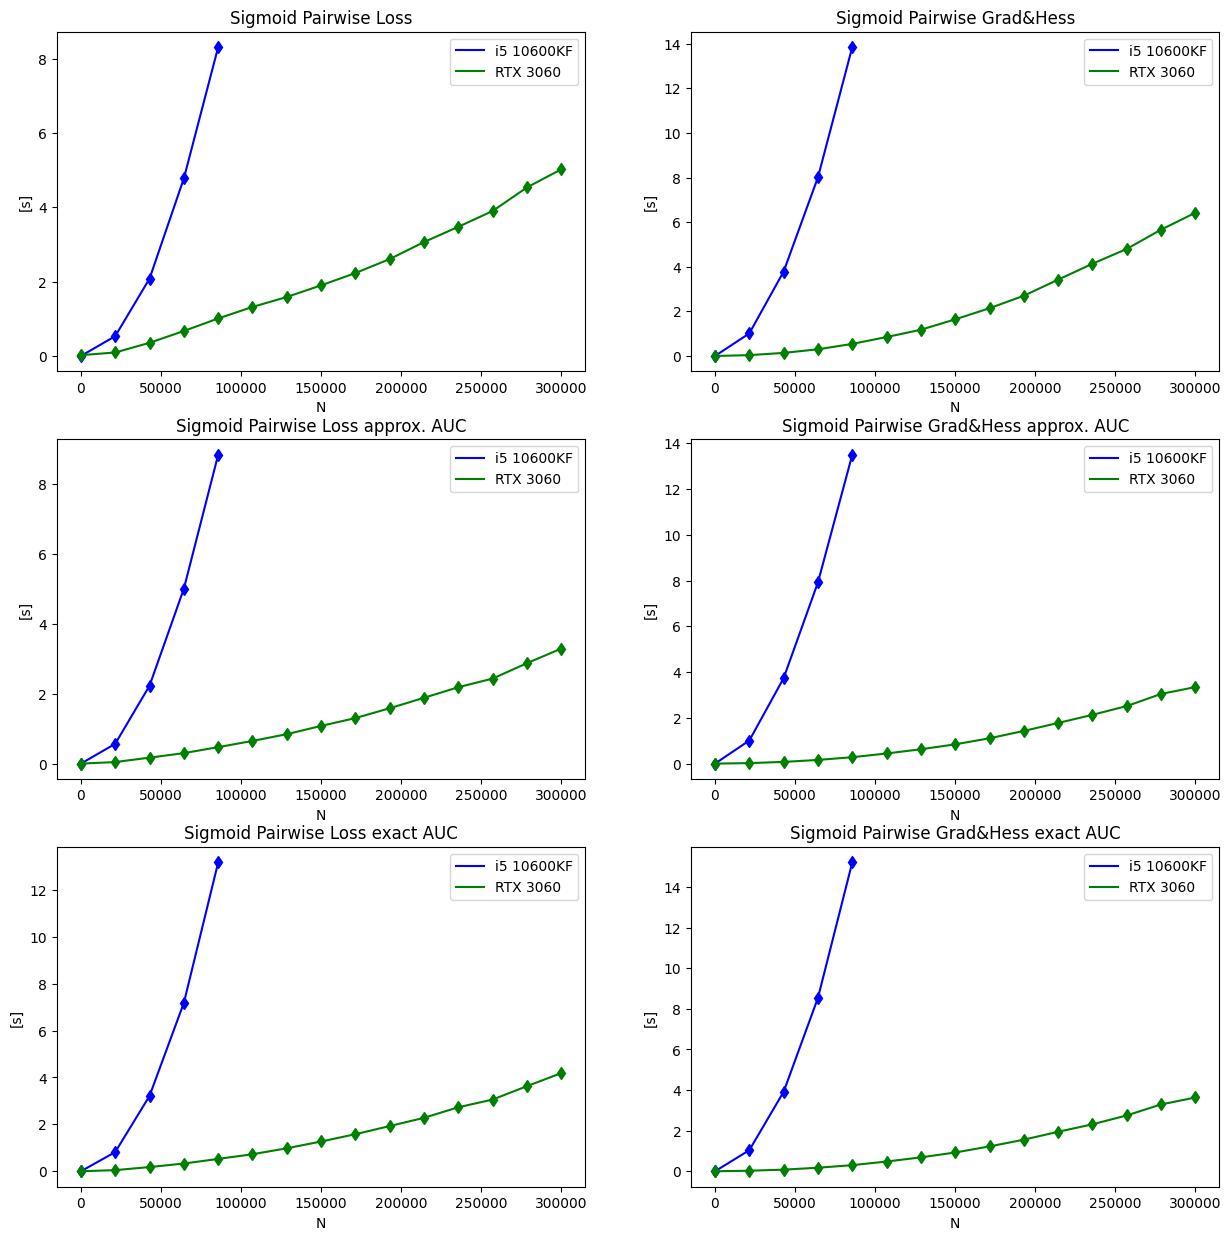 Sigmoid Pairwise Loss
8
6
4
2
0
[s]
i5 10600KF
RTX 3060
0 50000 100000 150000 200000 250000 300000
N
Sigmoid Pairwise Grad&Hess
14
12
10
8
6
4
2
0
[s]
i5 10600KF
RTX 3060
0 50000 100000 150000 200000 250000 300000
N
Sigmoid Pairwise Loss approx. AUC
8
6
4
2
0
[s]
i5 10600KF
RTX 3060
0 50000 100000 150000 200000 250000 300000
N
Sigmoid Pairwise Grad&Hess approx. AUC
14
12
10
8
6
4
2
0
[s]
i5 10600KF
RTX 3060
0 50000 100000 150000 200000 250000 300000
N
Sigmoid Pairwise Loss exact AUC
12
10
8
6
4
2
0
[s]
i5 10600KF
RTX 3060
0 50000 100000 150000 200000 250000 300000
N
Sigmoid Pairwise Grad&Hess exact AUC
14
12
10
8
6
4
2
0
[s]
i5 10600KF
RTX 3060
0 50000 100000 150000 200000 250000 300000
N